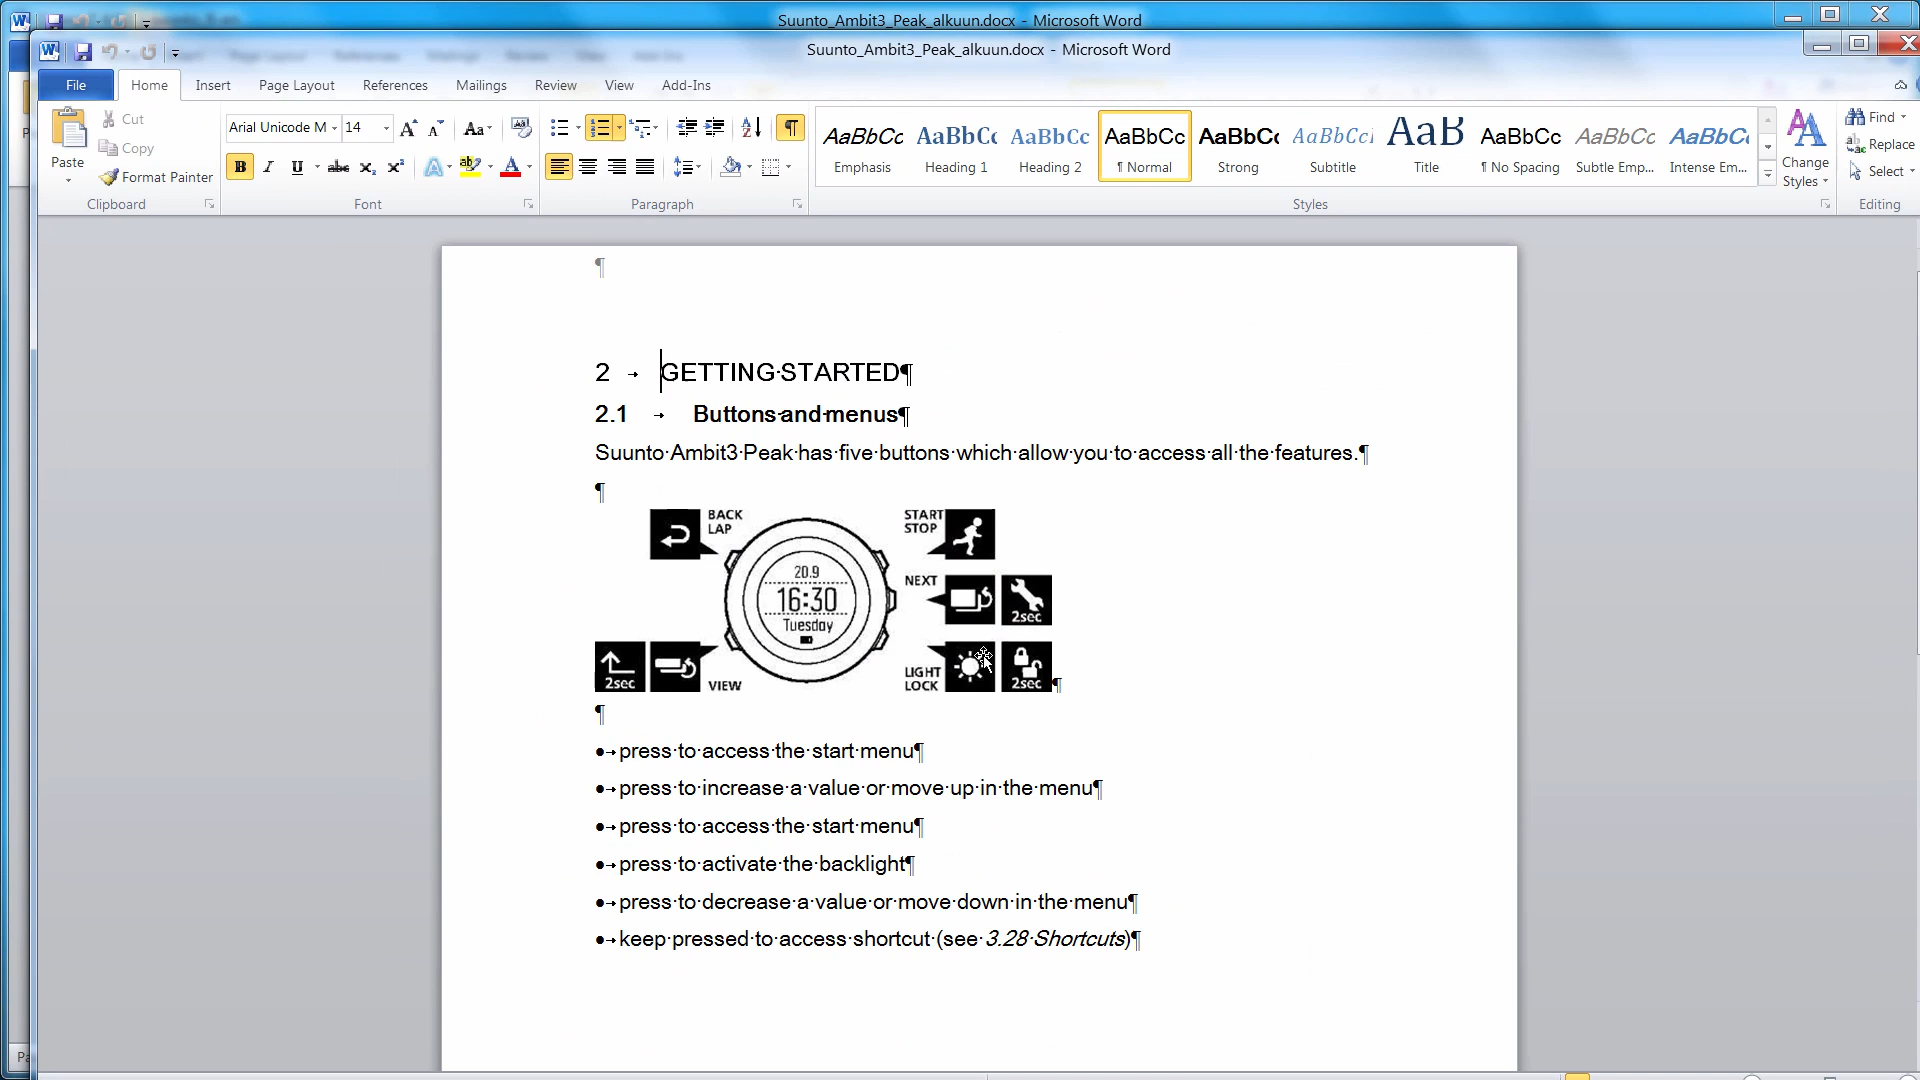 Suunto_Ambit3_Peak_alkuun.docx - Microsoft Word
Suunto_Ambit3_Peak_alkuun.docx - Microsoft Word
File Home Insert Page Layout References Mailings Review View Add-Ins
Paste
Cut
Copy
Format Painter
Clipboard
Arial Unicode M 14
Font
Paragraph
AaBbCc AaBbCc AaBbCc AaBbCc AaBbCc AaBbCcI AaB AaBbCc AaBbCc AaBbCc
Emphasis Heading 1 Heading 2 ¶ Normal Strong Subtitle Title ¶ No Spacing Subtle Emp... Intense Em...
Change Styles
Styles
Find
Replace
Select
Editing
¶
2 → GETTING·STARTED¶
2.1 → Buttons·and·menus¶
Suunto·Ambit3·Peak·has·five·buttons·which·allow·you·to·access·all·the·features.¶
¶
BACK LAP
START STOP
20.9
16:30
Tuesday
NEXT
2sec
2sec
VIEW
LIGHT LOCK
2sec
¶
¶
●→press·to·access·the·start·menu¶
●→press·to·increase·a·value·or·move·up·in·the·menu¶
●→press·to·access·the·start·menu¶
●→press·to·activate·the·backlight¶
●→press·to·decrease·a·value·or·move·down·in·the·menu¶
●→keep·pressed·to·access·shortcut·(see·3.28·Shortcuts)¶